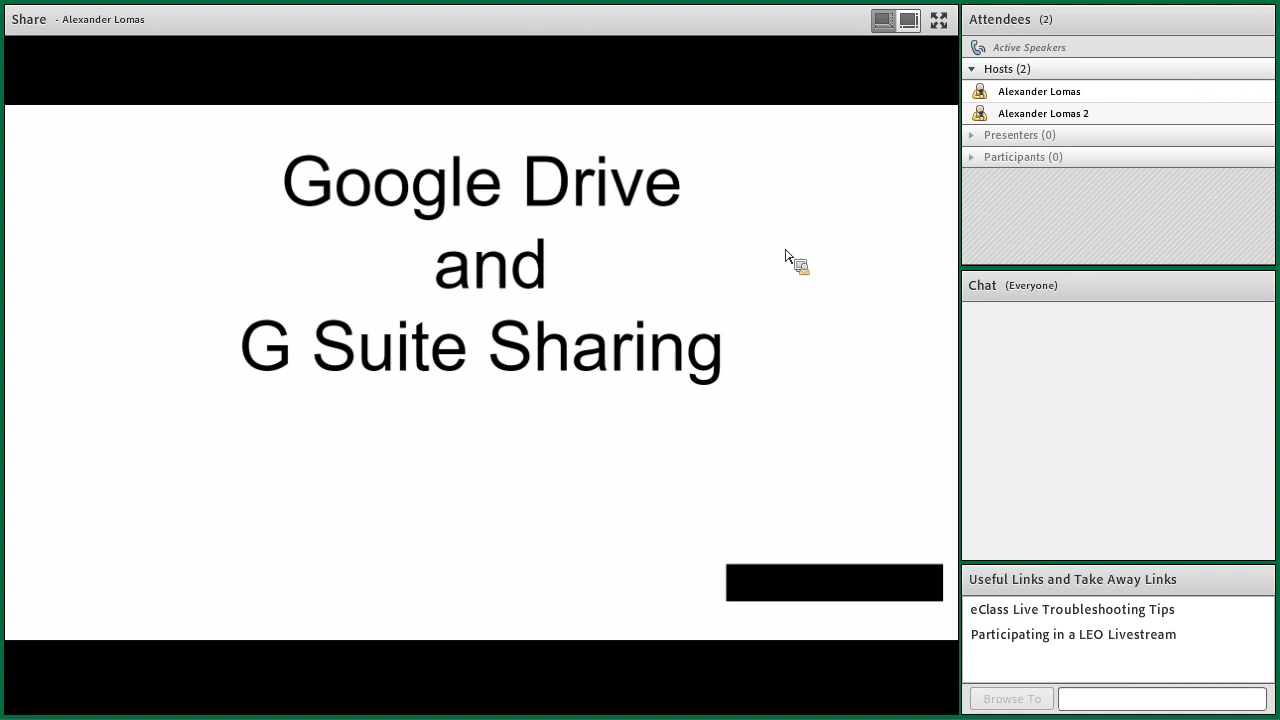 Share - Alexander Lomas
Google Drive
and
G Suite Sharing
Attendees (2)
Active Speakers
Hosts (2)
Alexander Lomas
Alexander Lomas 2
Presenters (0)
Participants (0)
Chat (Everyone)
Useful Links and Take Away Links
eClass Live Troubleshooting Tips
Participating in a LEO Livestream
Browse To